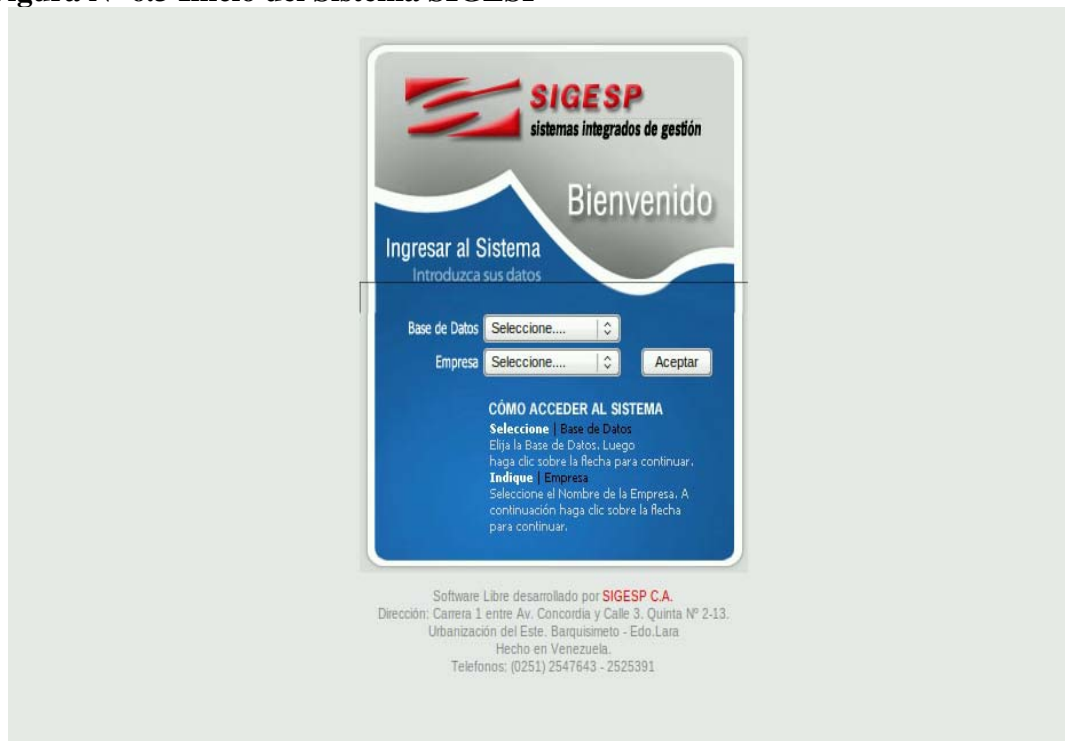 Inicio del Sistema SIGESP
SIGESP
sistemas integrados de gestión
Bienvenido
Ingresar al Sistema
Introduzca sus datos
Base de Datos Seleccione....
Empresa Seleccione.... Aceptar
CÓMO ACCEDER AL SISTEMA
Seleccione | Base de Datos
Elija la Base de Datos. Luego
haga clic sobre la flecha para continuar.
Indique | Empresa
Seleccione el Nombre de la Empresa. A
continuación haga clic sobre la flecha
para continuar.
Software Libre desarrollado por SIGESP C.A.
Dirección: Carrera 1 entre Av. Concordia y Calle 3. Quinta Nº 2-13.
Urbanización del Este. Barquisimeto - Edo.Lara
Hecho en Venezuela.
Telefonos: (0251) 2547643 - 2525391